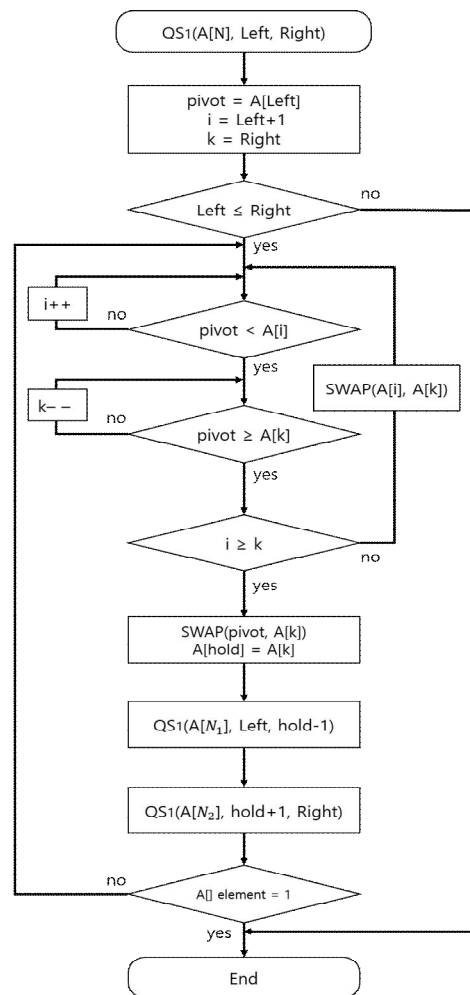 QS1(A[N], Left, Right)
pivot = A[Left]
i = Left+1
k = Right
no
Left ≤ Right
yes
i++
no
pivot < A[i]
yes
SWAP(A[i], A[k])
k- -
no
pivot ≥ A[k]
yes
i ≥ k
no
yes
SWAP(pivot, A[k])
A[hold] = A[k]
QS1(A[N₁], Left, hold-1)
QS1(A[N₂], hold+1, Right)
no
A[] element = 1
yes
End